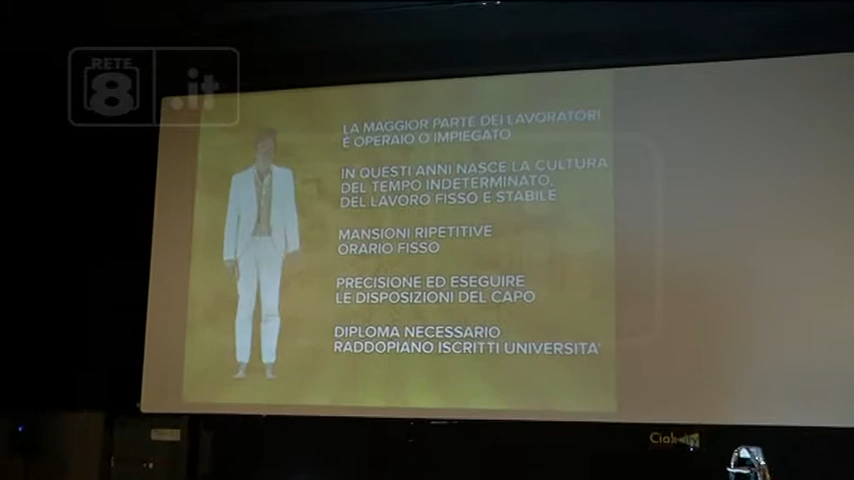 RETE
8
.it
LA MAGGIOR PARTE DEI LAVORATORI
È OPERAIO O IMPIEGATO
IN QUESTI ANNI NASCE LA CULTURA
DEL TEMPO INDETERMINATO,
DEL LAVORO FISSO E STABILE
MANSIONI RIPETITIVE
ORARIO FISSO
PRECISIONE ED ESEGUIRE
LE DISPOSIZIONI DEL CAPO
DIPLOMA NECESSARIO
RADDOPIANO ISCRITTI UNIVERSITA'